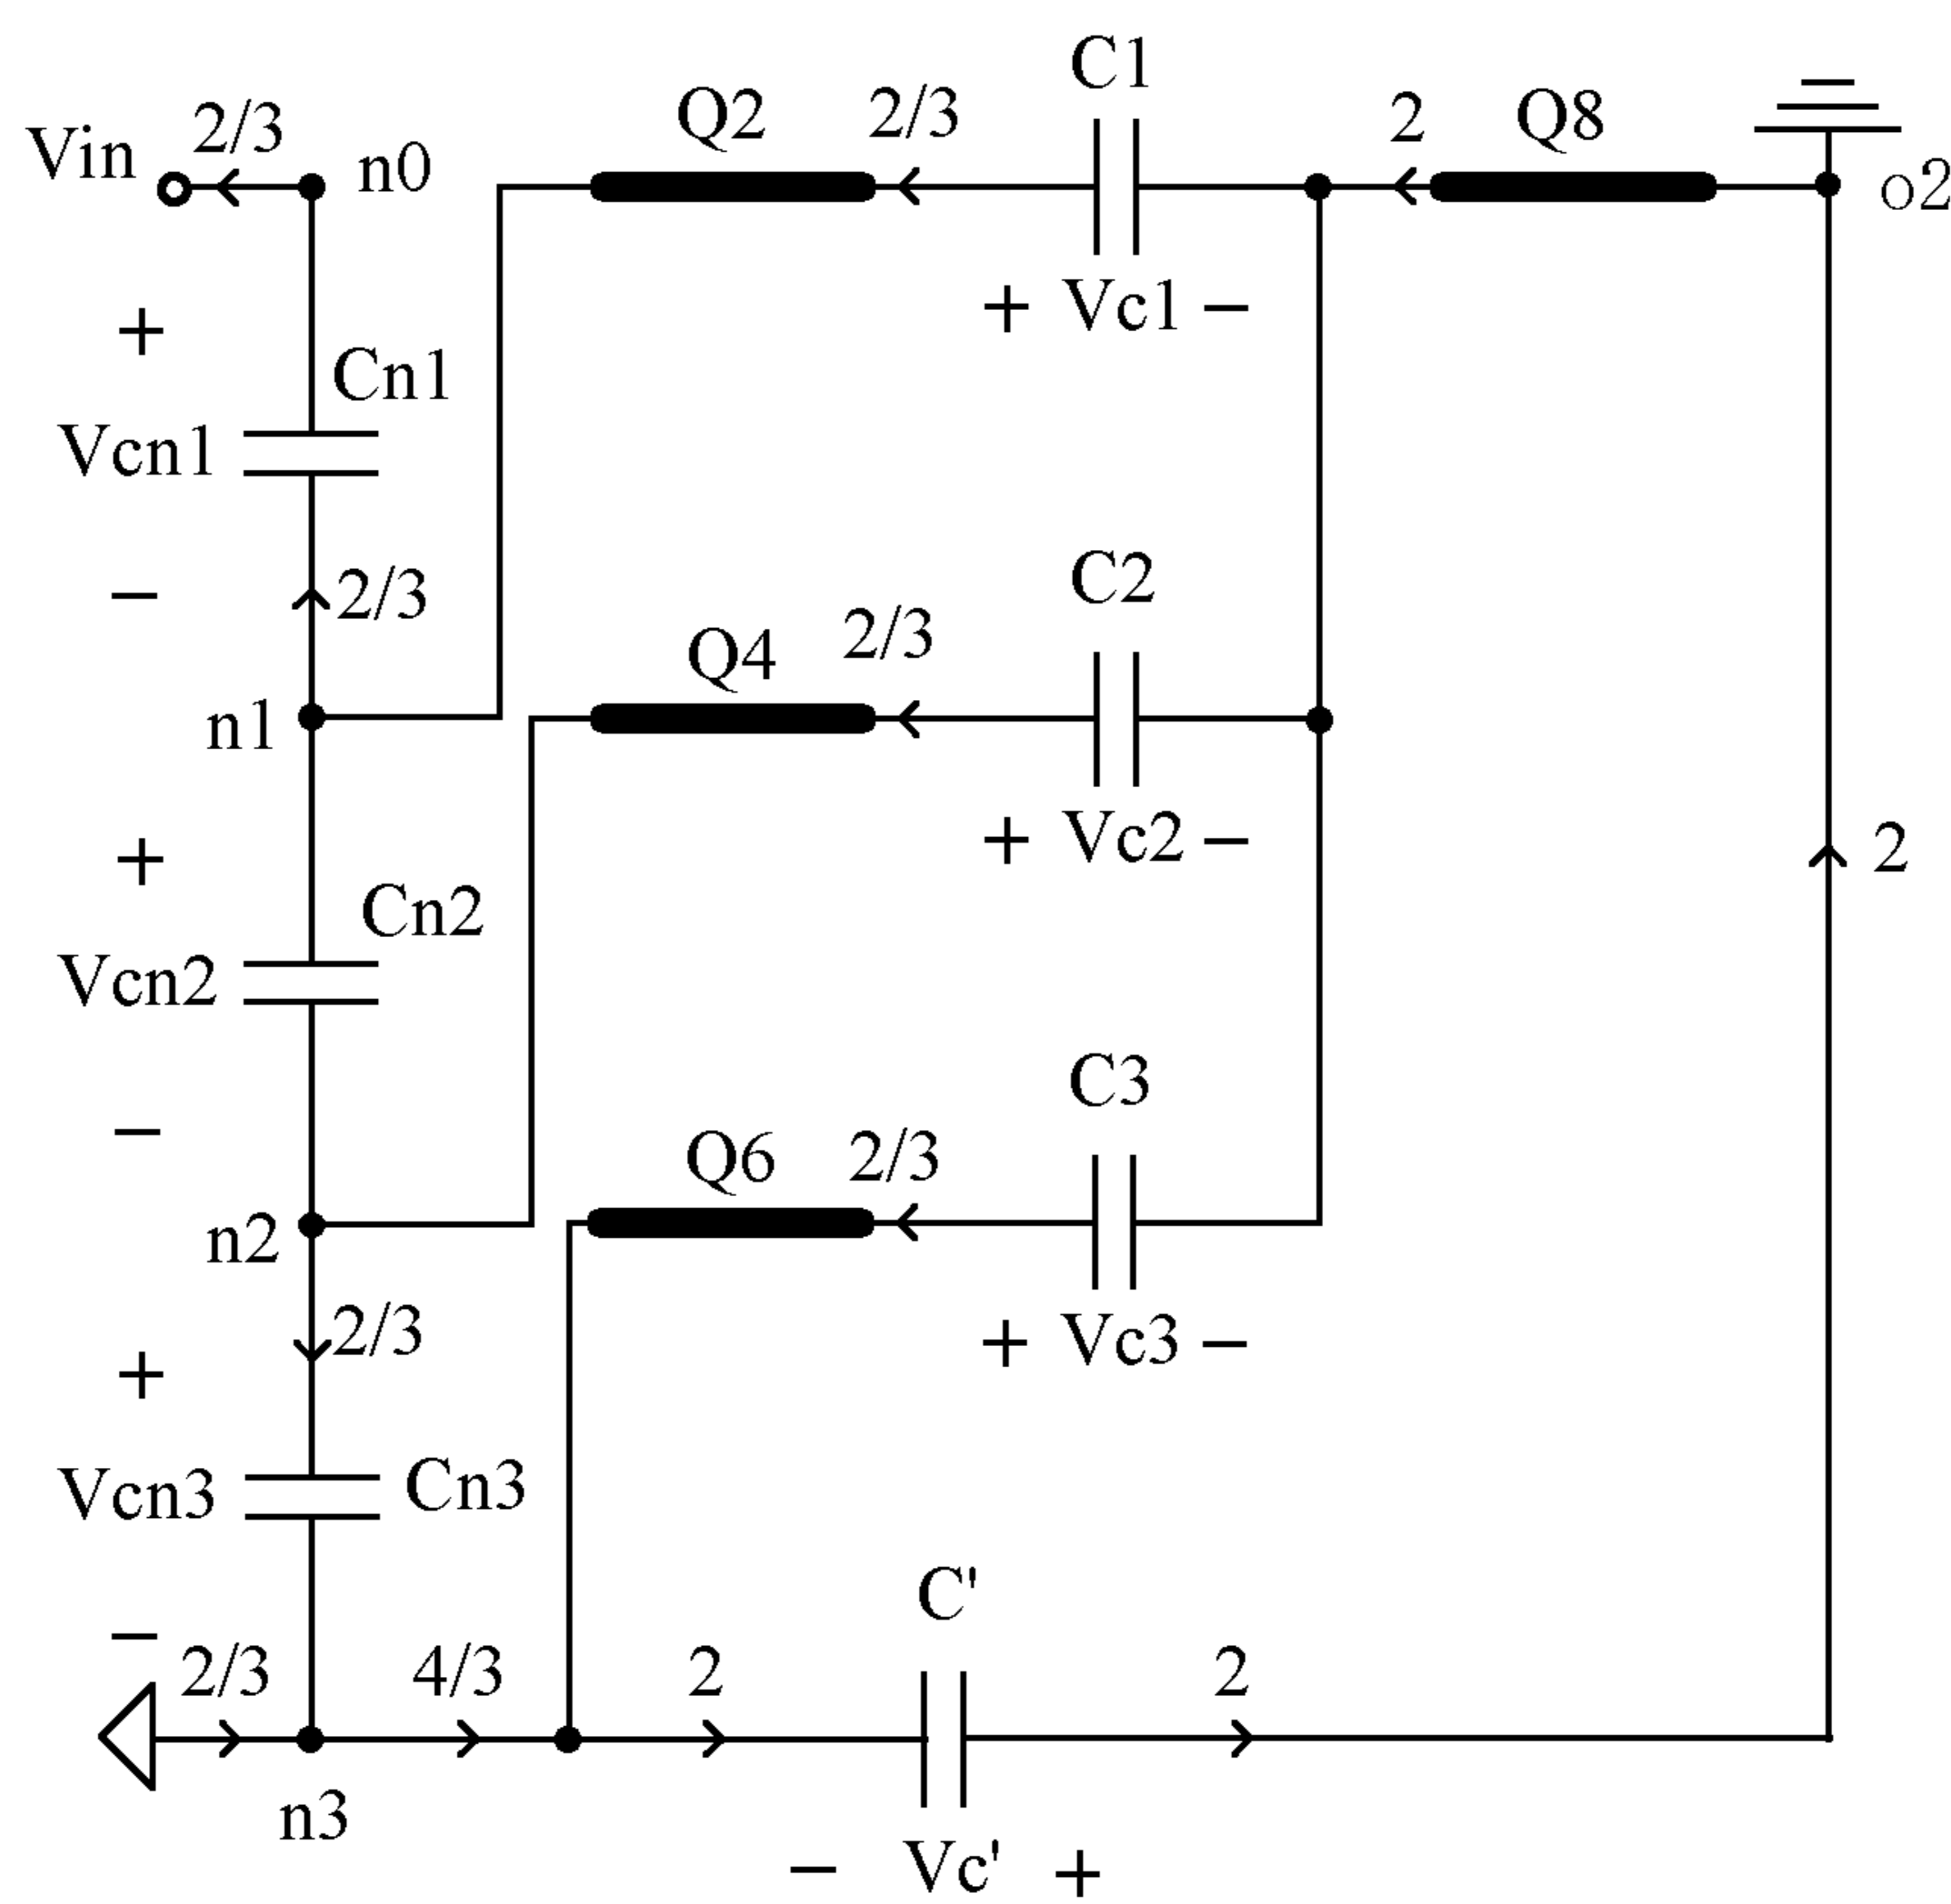 C1
Vin 2/3 n0 Q2 2/3 2 Q8 o2
+ + Vc1 −
Cn1
Vcn1
− 2/3 C2
n1 Q4 2/3
+ + Vc2 − 2
Cn2
Vcn2
− C3
n2 Q6 2/3
+ 2/3 + Vc3 −
Vcn3 Cn3
C'
− 2/3 4/3 2 2
n3
− Vc' +